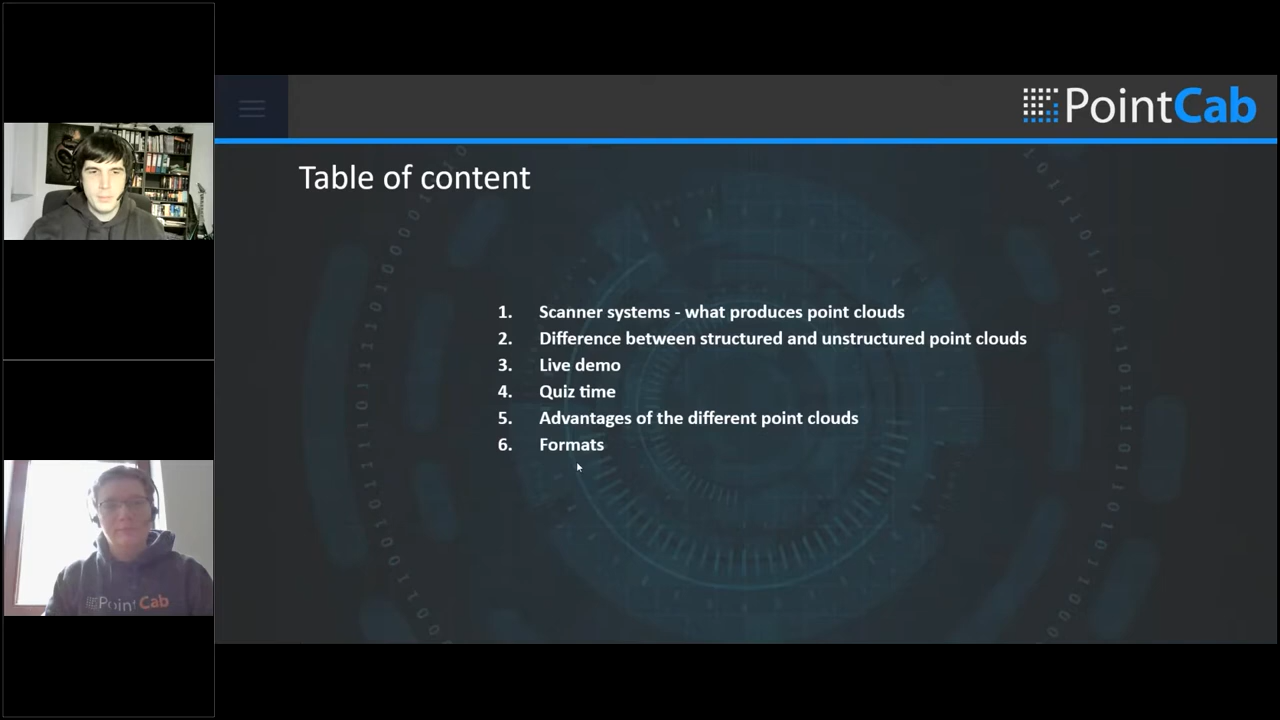 PointCab
Table of content
1. Scanner systems - what produces point clouds
2. Difference between structured and unstructured point clouds
3. Live demo
4. Quiz time
5. Advantages of the different point clouds
6. Formats
PointCab